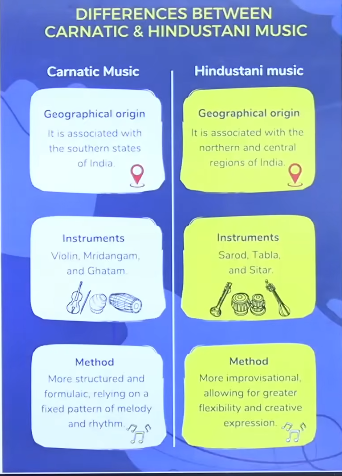 DIFFERENCES BETWEEN
CARNATIC & HINDUSTANI MUSIC
Carnatic Music
Geographical origin
It is associated with
the southern states
of India.
Instruments
Violin, Mridangam,
and Ghatam.
Method
More structured and
formulaic, relying on a
fixed pattern of melody
and rhythm.
Hindustani music
Geographical origin
It is associated with the
northern and central
regions of India.
Instruments
Sarod, Tabla,
and Sitar.
Method
More improvisational,
allowing for greater
flexibility and creative
expression.